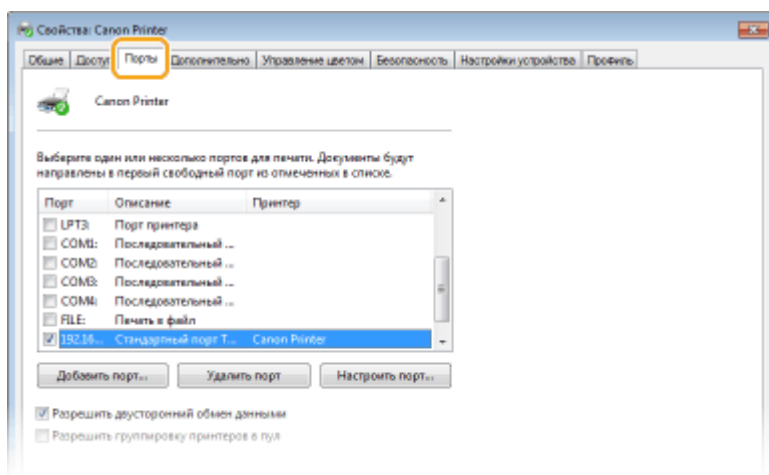 Свойства: Canon Printer
Общие Доступ Порты Дополнительно Управление цветом Безопасность Настройки устройства Профиль
Canon Printer
Выберите один или несколько портов для печати. Документы будут
направлены в первый свободный порт из отмеченных в списке.
Порт Описание Принтер
LPT3: Порт принтера
COM1: Последовательный ...
COM2: Последовательный ...
COM3: Последовательный ...
COM4: Последовательный ...
FILE: Печать в файл
192.16... Стандартный порт T... Canon Printer
Добавить порт... Удалить порт Настроить порт...
Разрешить двусторонний обмен данными
Разрешить группировку принтеров в пул